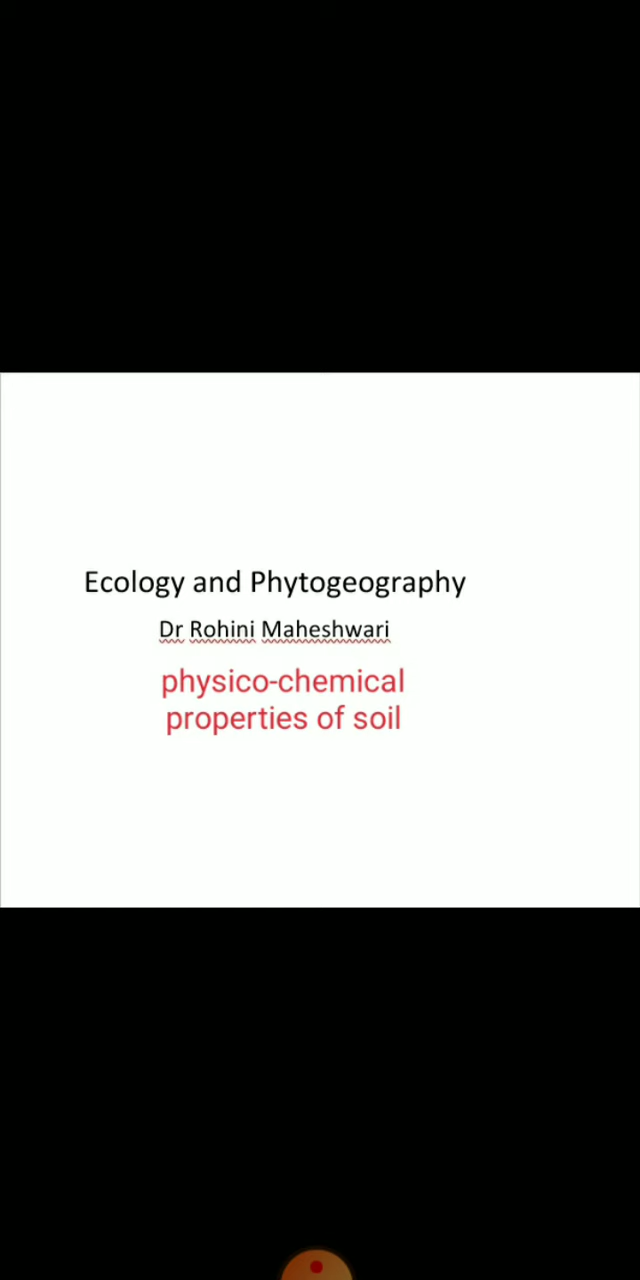 Ecology and Phytogeography
Dr Rohini Maheshwari
physico-chemical
properties of soil